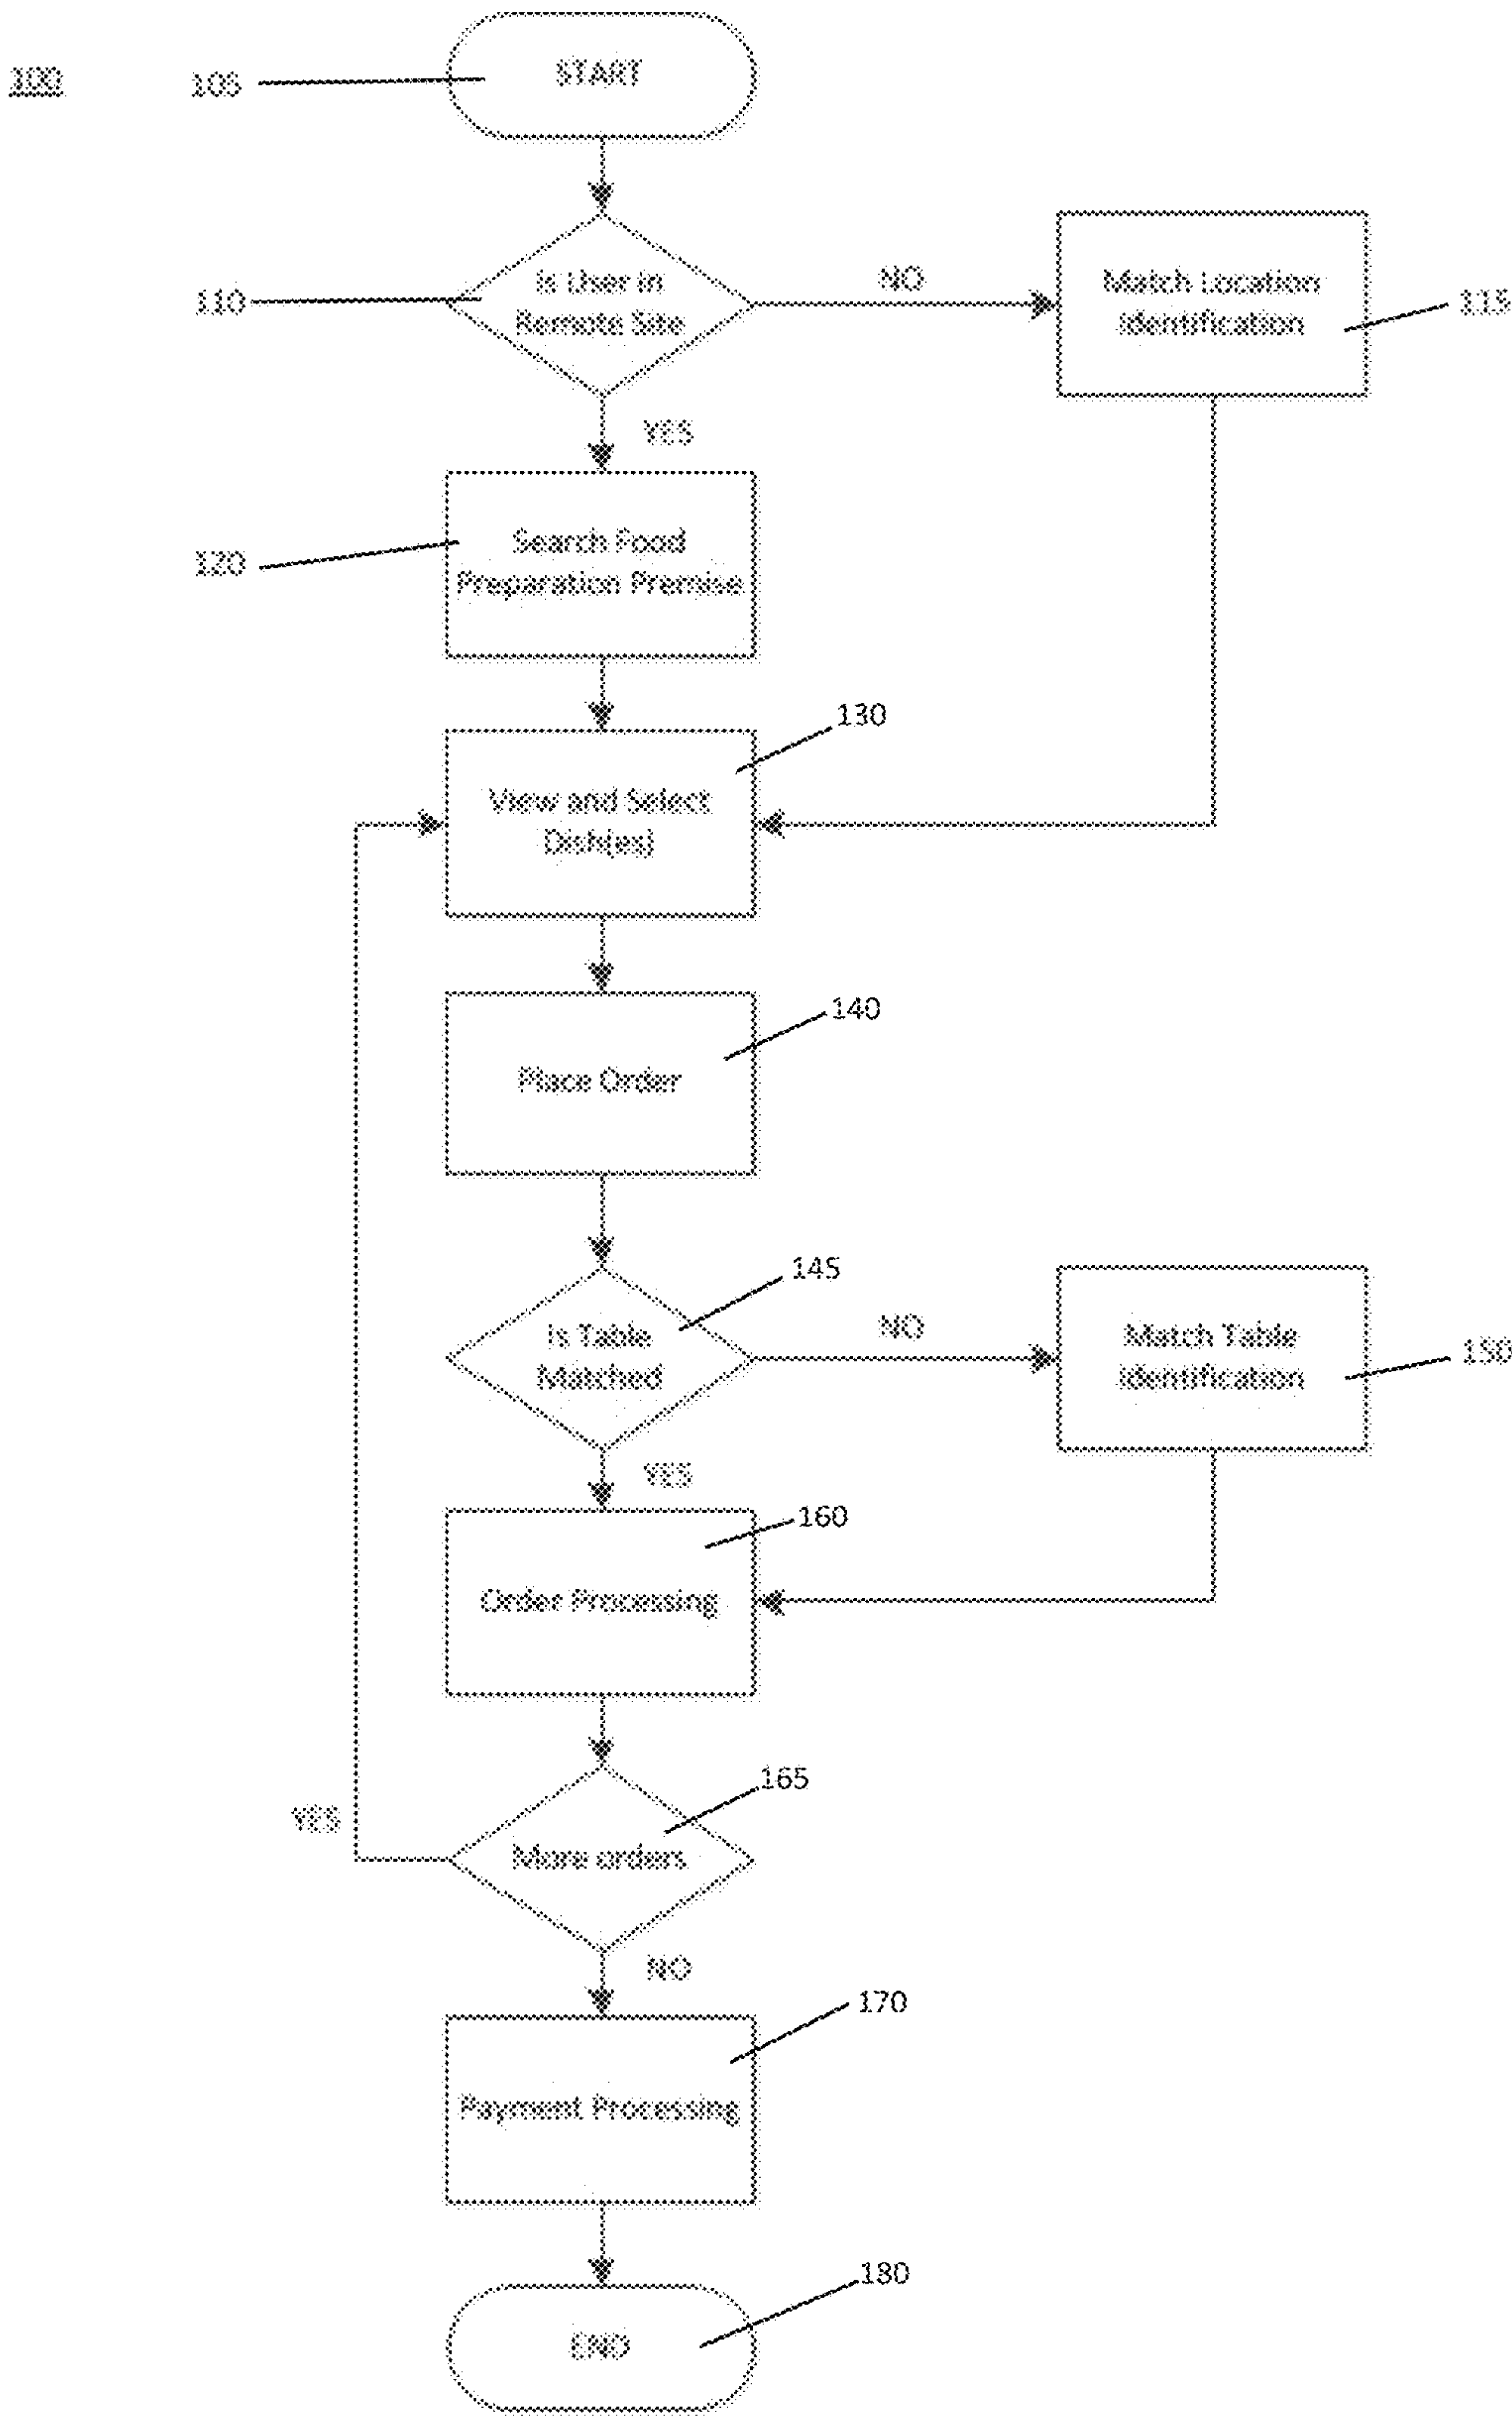 100
105
START
110
Is User in
Remote Site
NO
Match Location
Identification
115
YES
120
Search Food
Preparation Premise
130
View and Select
Dish(es)
140
Place Order
145
Is Table
Matched
NO
Match Table
Identification
150
YES
160
Order Processing
165
YES
More orders
NO
170
Payment Processing
180
END